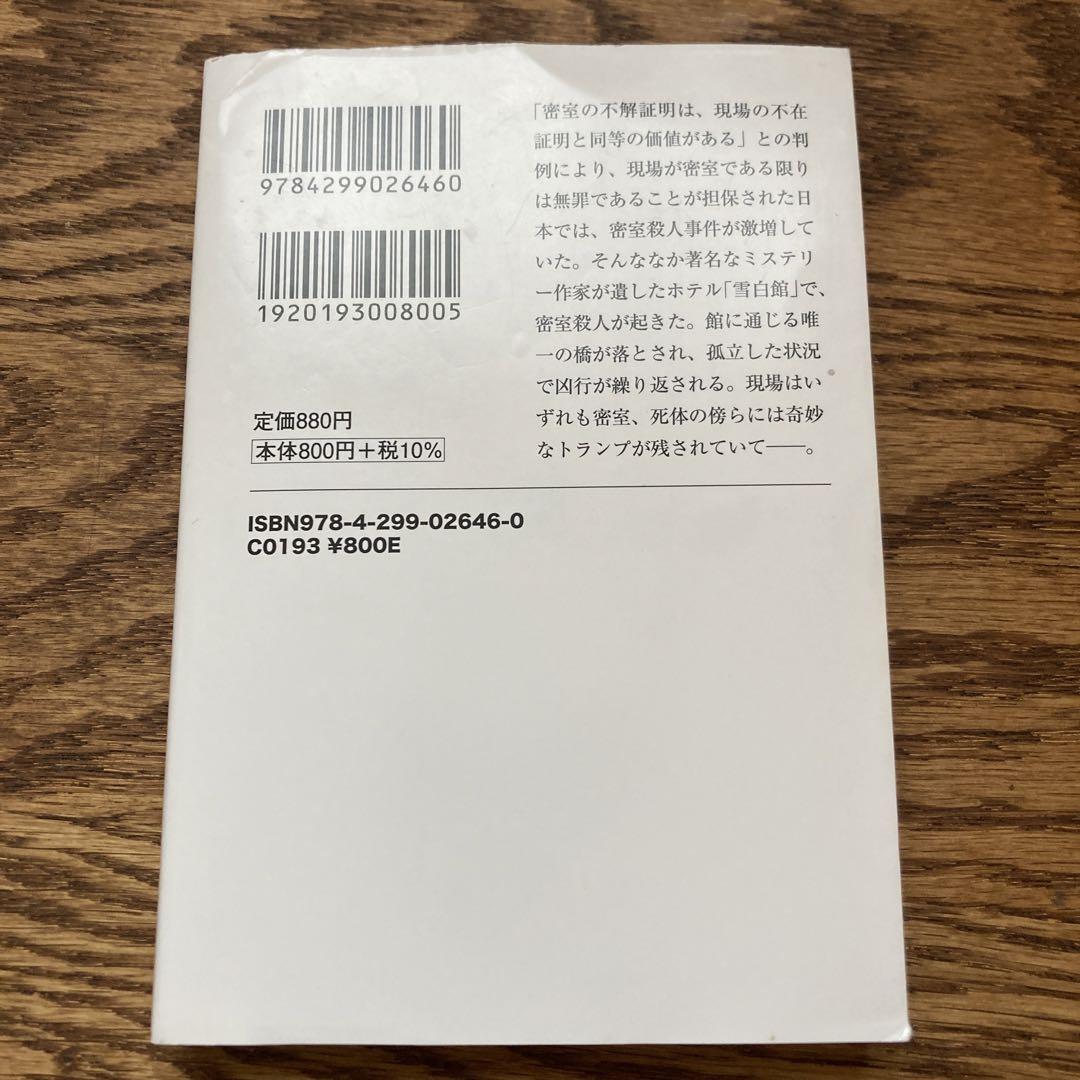 9784299026460
1920193008005
定価880円
本体800円+税10%
「密室の不解証明は、現場の不在
証明と同等の価値がある」との判
例により、現場が密室である限り
は無罪であることが担保された日
本では、密室殺人事件が激増して
いた。そんななか著名なミステリ
ー作家が遺したホテル「雪白館」で、
密室殺人が起きた。館に通じる唯
一の橋が落とされ、孤立した状況
で凶行が繰り返される。現場はい
ずれも密室、死体の傍らには奇妙
なトランプが残されていて――。
ISBN978-4-299-02646-0
C0193 ¥800E